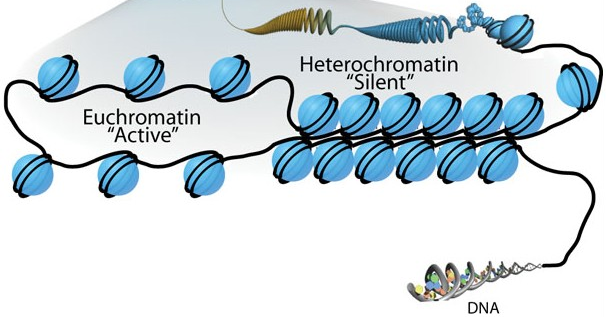 Heterochromatin
“Silent”
Euchromatin
“Active”
DNA